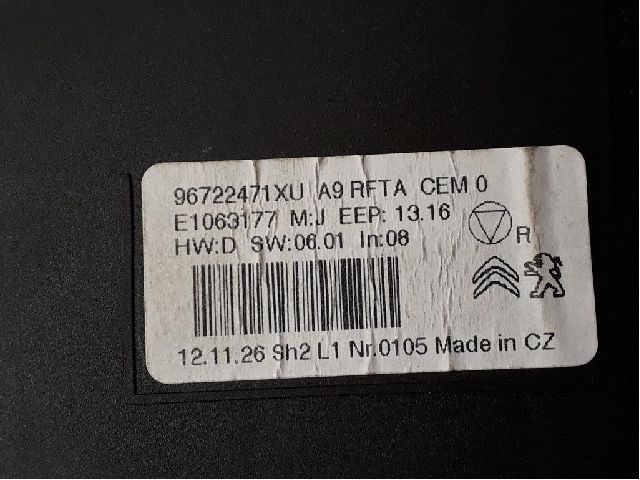 96722471XU A9 RFTA CEM 0
E1063177 M:J EEP: 13.16
HW:D SW:06.01 In:08
R
12.11.26 Sh2 L1 Nr.0105 Made in CZ